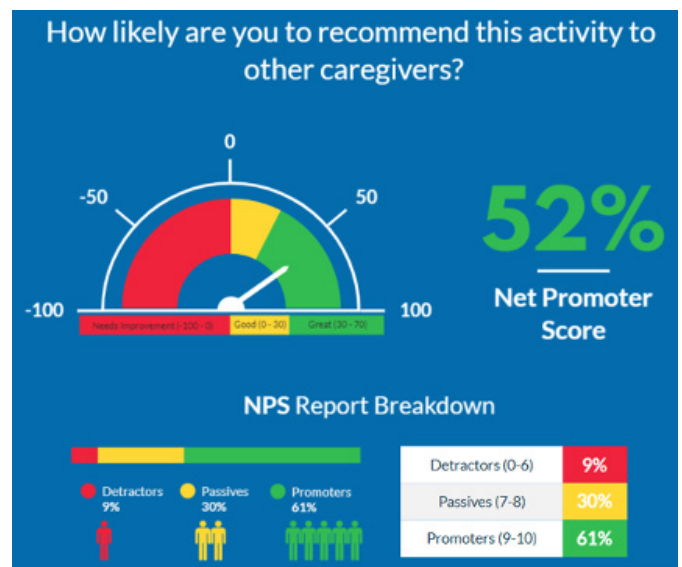 How likely are you to recommend this activity to
other caregivers?
0
-50
50
-100
100
Needs Improvement (-100 - 0)
Good (0 - 30)
Great (30 - 70)
52%
Net Promoter
Score
NPS Report Breakdown
Detractors
9%
Passives
30%
Promoters
61%
Detractors (0-6)
9%
Passives (7-8)
30%
Promoters (9-10)
61%